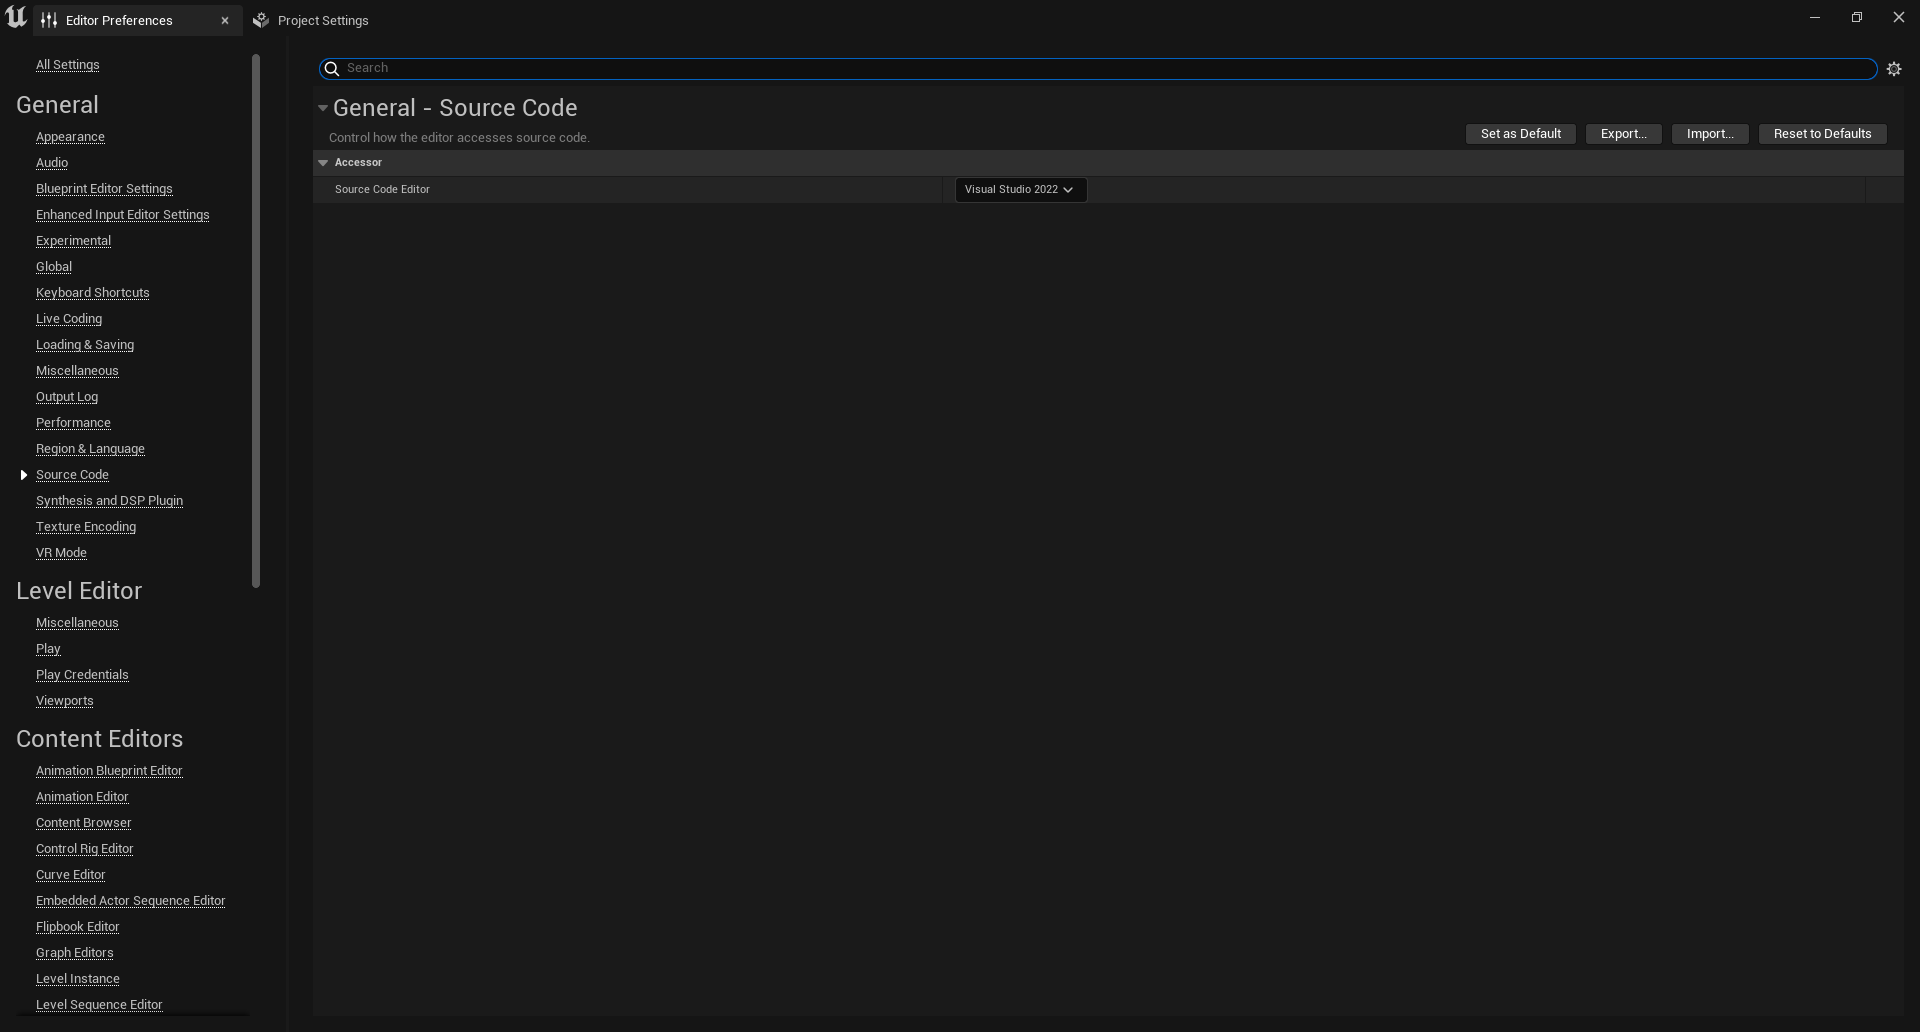 Editor Preferences
Project Settings
All Settings
General
Appearance
Audio
Blueprint Editor Settings
Enhanced Input Editor Settings
Experimental
Global
Keyboard Shortcuts
Live Coding
Loading & Saving
Miscellaneous
Output Log
Performance
Region & Language
Source Code
Synthesis and DSP Plugin
Texture Encoding
VR Mode
Level Editor
Miscellaneous
Play
Play Credentials
Viewports
Content Editors
Animation Blueprint Editor
Animation Editor
Content Browser
Control Rig Editor
Curve Editor
Embedded Actor Sequence Editor
Flipbook Editor
Graph Editors
Level Instance
Level Sequence Editor
Search
General - Source Code
Control how the editor accesses source code.
Set as Default
Export...
Import...
Reset to Defaults
Accessor
Source Code Editor
Visual Studio 2022